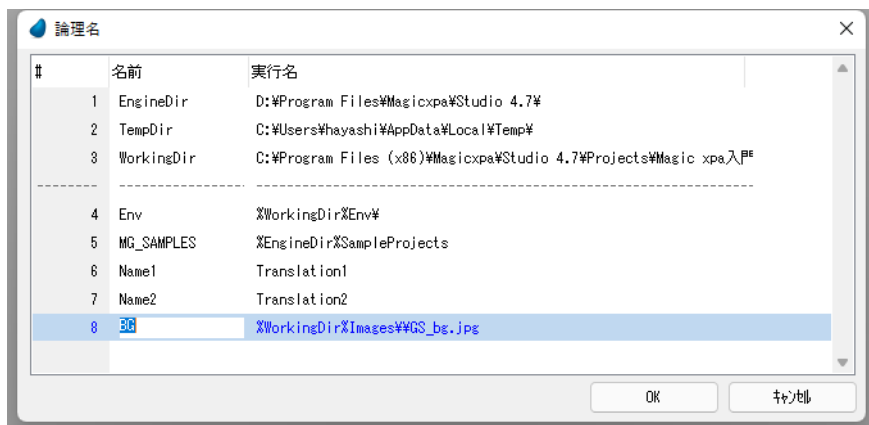 論理名
# 名前 実行名
1 EngineDir D:¥Program Files¥Magicxpa¥Studio 4.7¥
2 TempDir C:¥Users¥hayashi¥AppData¥Local¥Temp¥
3 WorkingDir C:¥Program Files (x86)¥Magicxpa¥Studio 4.7¥Projects¥Magic xpa入門
4 Env %WorkingDir%Env¥
5 MG_SAMPLES %EngineDir%SampleProjects
6 Name1 Translation1
7 Name2 Translation2
8 BG %WorkingDir%Images¥¥GS_bg.jpg
OK キャンセル